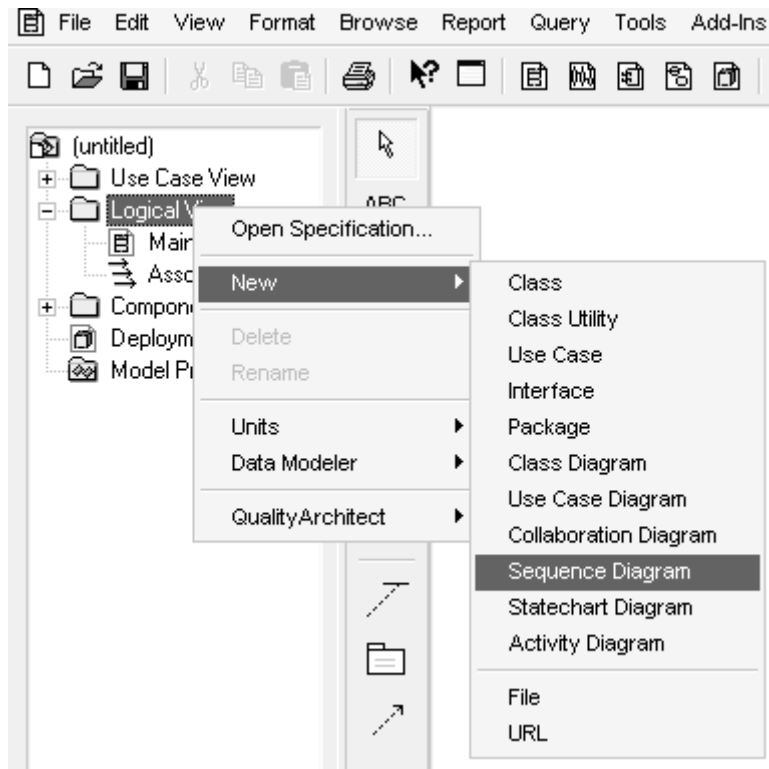 File Edit View Format Browse Report Query Tools Add-Ins
(untitled)
Use Case View
Logical V
Main
Asso
Compon
Deploym
Model Pr
ABC
Open Specification...
New
Delete
Rename
Units
Data Modeler
QualityArchitect
Class
Class Utility
Use Case
Interface
Package
Class Diagram
Use Case Diagram
Collaboration Diagram
Sequence Diagram
Statechart Diagram
Activity Diagram
File
URL